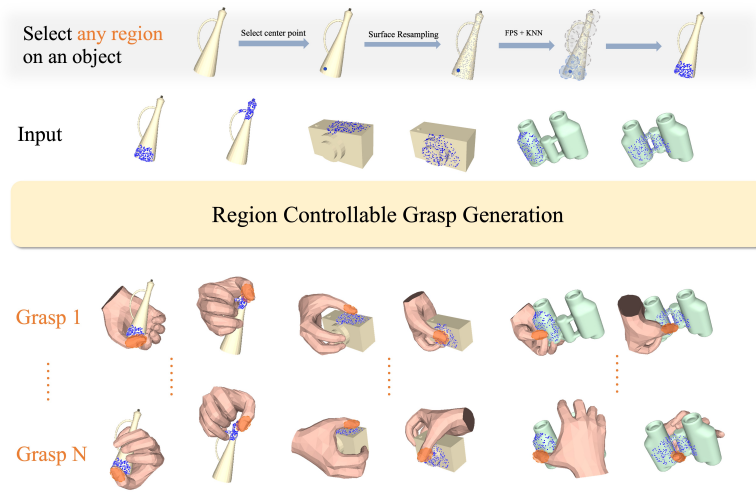 Select any region
on an object
Select center point
Surface Resampling
FPS + KNN
Input
Region Controllable Grasp Generation
Grasp 1
Grasp N